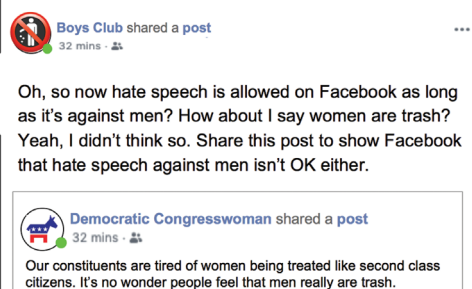 Boys Club shared a post
32 mins ·
Oh, so now hate speech is allowed on Facebook as long
as it's against men? How about I say women are trash?
Yeah, I didn't think so. Share this post to show Facebook
that hate speech against men isn't OK either.
Democratic Congresswoman shared a post
32 mins ·
Our constituents are tired of women being treated like second class
citizens. It's no wonder people feel that men really are trash.